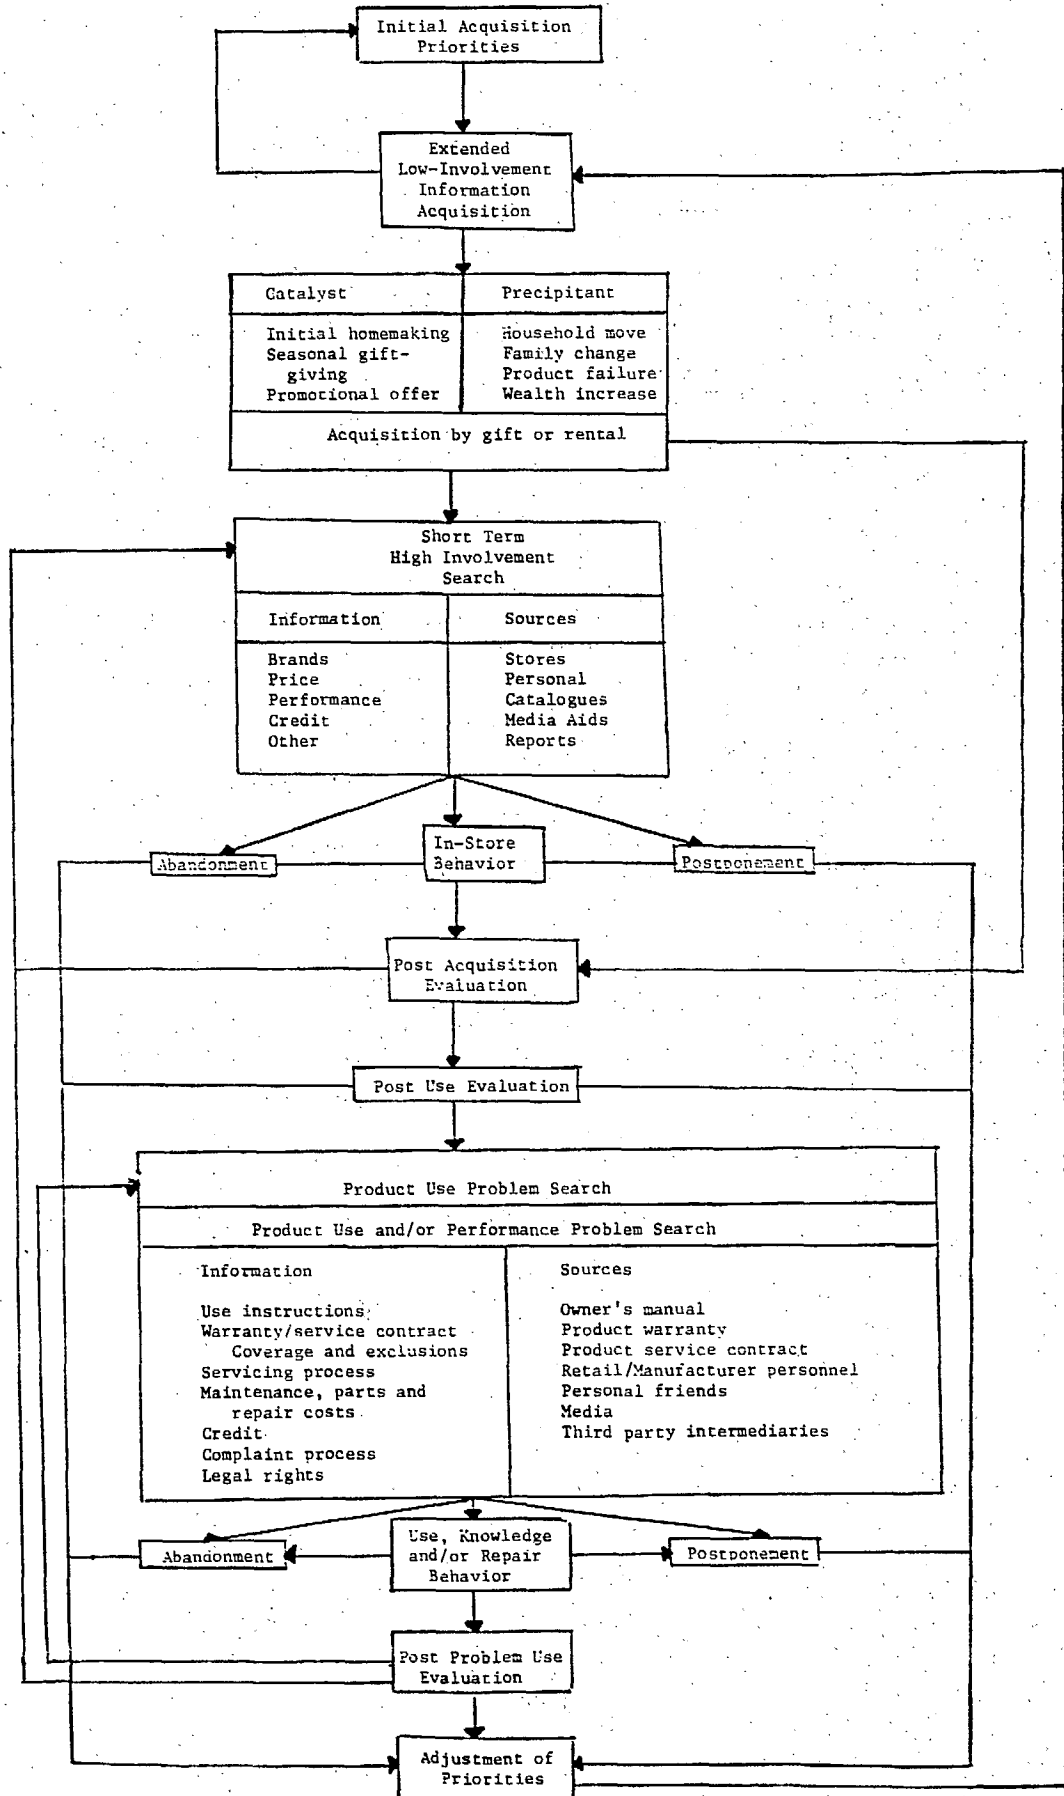 Initial Acquisition
Priorities
Extended
Low-Involvement
Information
Acquisition
Catalyst
Precipitant
Initial homemaking
Seasonal gift-
giving
Promotional offer
Household move
Family change
Product failure
Wealth increase
Acquisition by gift or rental
Short Term
High Involvement
Search
Information
Sources
Brands
Price
Performance
Credit
Other
Stores
Personal
Catalogues
Media Aids
Reports
Abandonment
In-Store
Behavior
Postponement
Post Acquisition
Evaluation
Post Use Evaluation
Product Use Problem Search
Product Use and/or Performance Problem Search
Information
Use instructions
Warranty/service contract
Coverage and exclusions
Servicing process
Maintenance, parts and
repair costs
Credit
Complaint process
Legal rights
Sources
Owner's manual
Product warranty
Product service contract
Retail/Manufacturer personnel
Personal friends
Media
Third party intermediaries
Abandonment
Use, Knowledge
and/or Repair
Behavior
Postponement
Post Problem Use
Evaluation
Adjustment of
Priorities